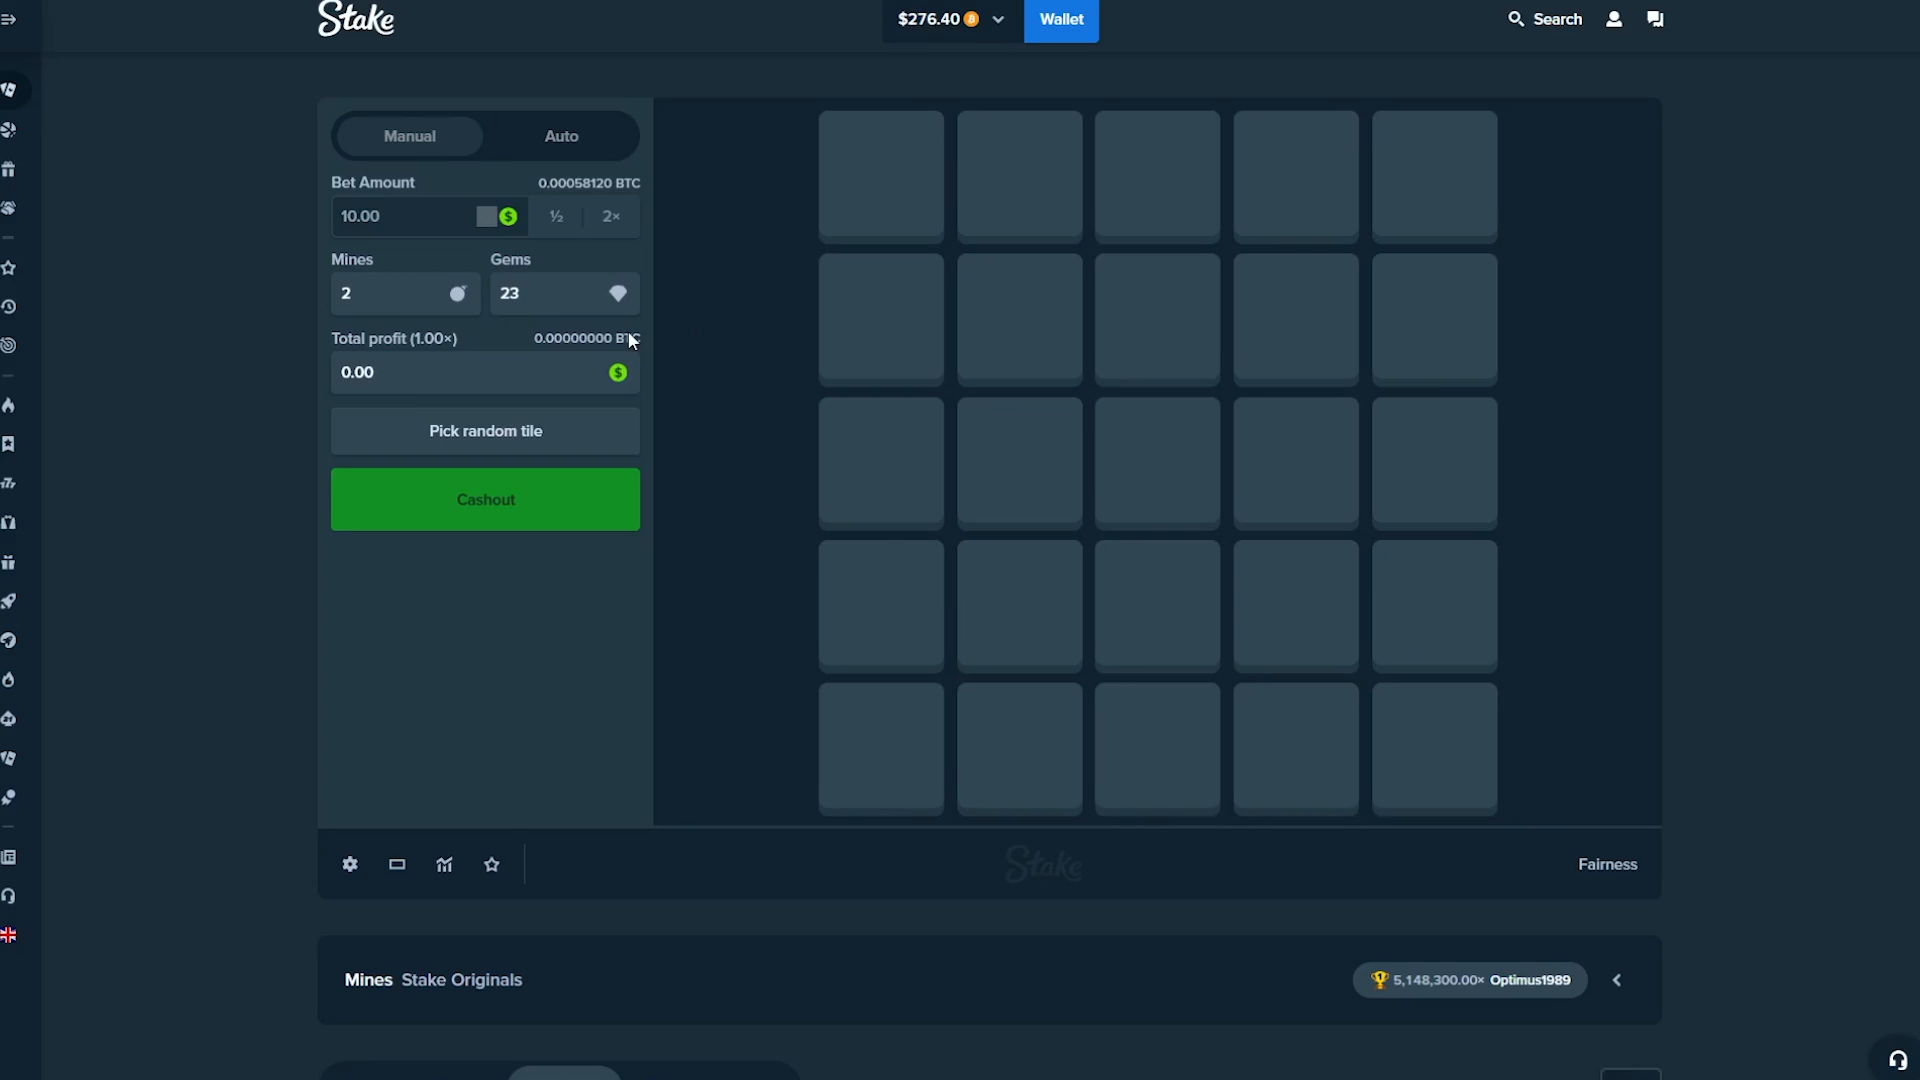 Stake
$276.40
Wallet
Search
Manual
Auto
Bet Amount
0.00058120 BTC
10.00
½
2×
Mines
Gems
2
23
Total profit (1.00×)
0.00000000 BTC
0.00
Pick random tile
Cashout
Stake
Fairness
Mines Stake Originals
5,148,300.00× Optimus1989